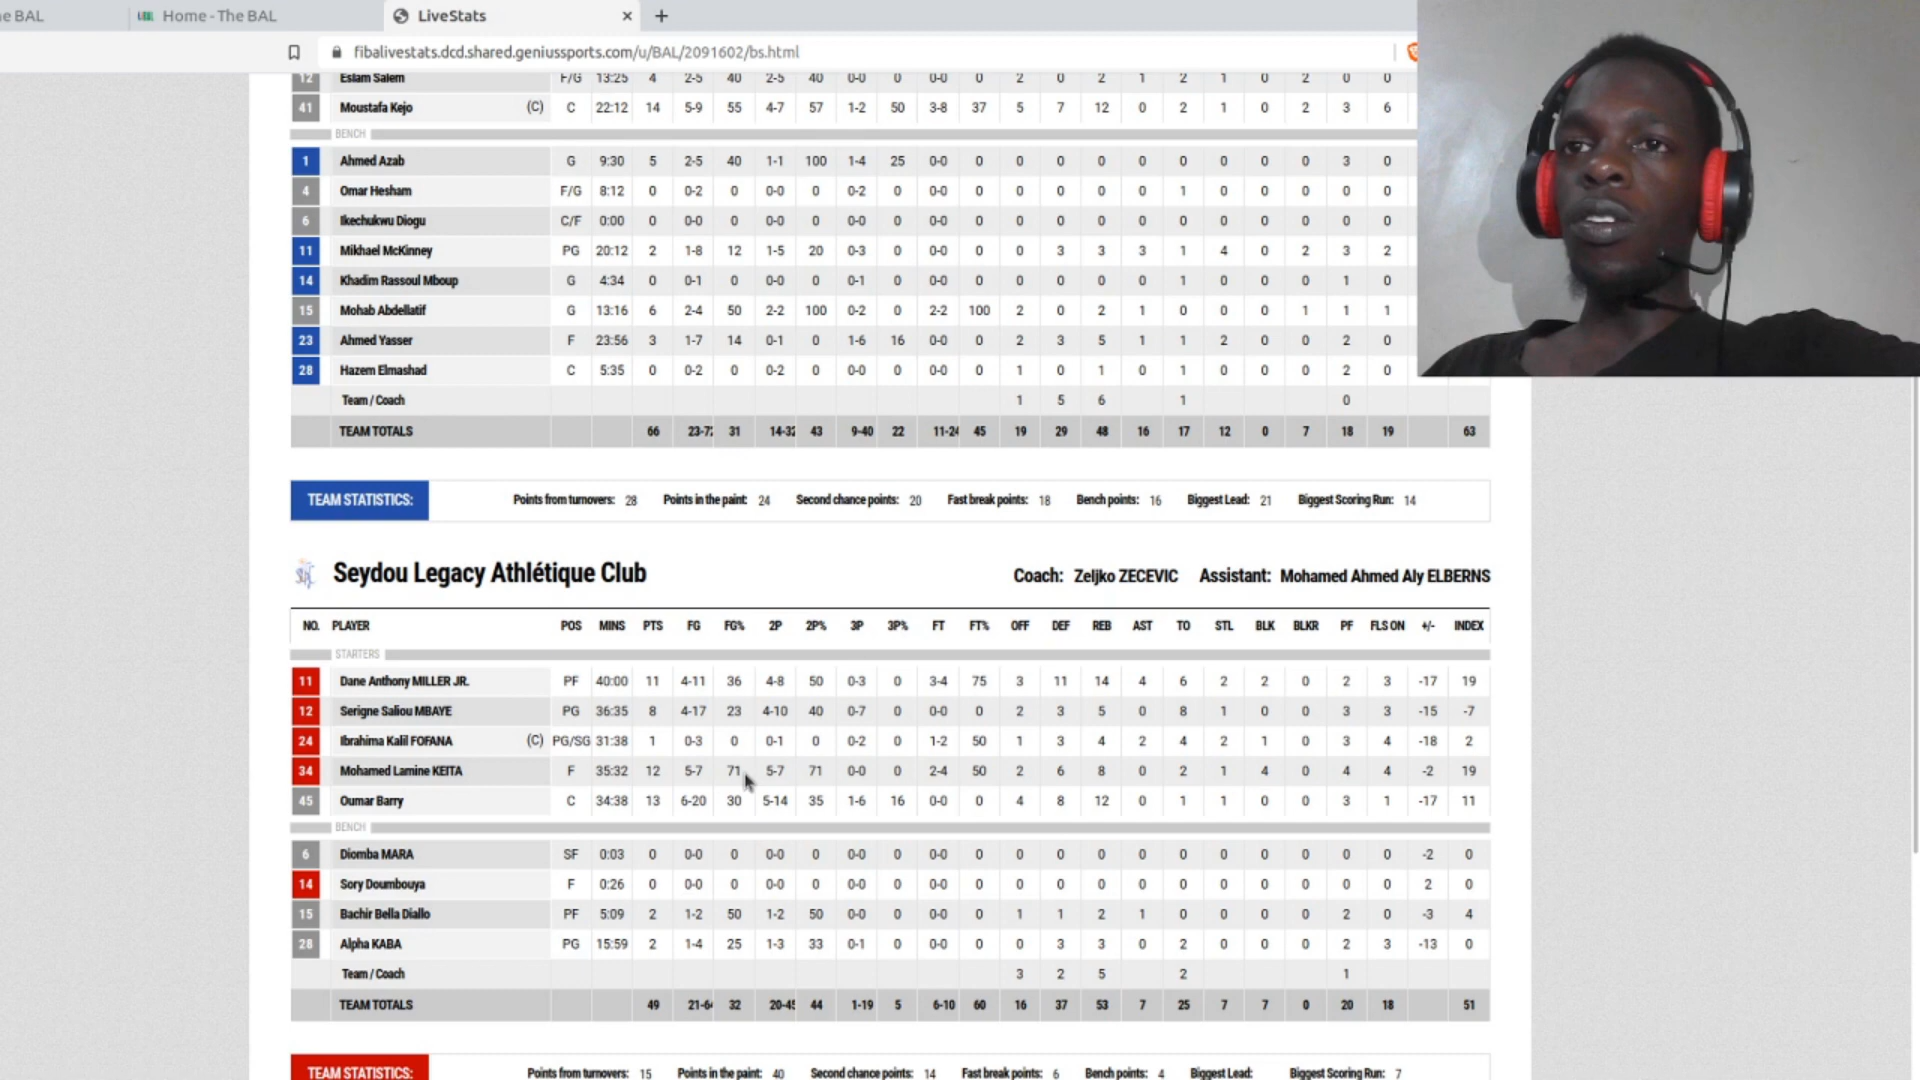 e BAL Home - The BAL LiveStats × +
fibalivestats.dcd.shared.geniussports.com/u/BAL/2091602/bs.html
12 Eslam Salem F/G 13:25 4 2-5 40 2-5 40 0-0 0 0-0 0 2 0 2 1 2 1 0 2 0 0
41 Moustafa Kejo (C) C 22:12 14 5-9 55 4-7 57 1-2 50 3-8 37 5 7 12 0 2 1 0 2 3 6
BENCH
1 Ahmed Azab G 9:30 5 2-5 40 1-1 100 1-4 25 0-0 0 0 0 0 0 0 0 0 0 3 0
4 Omar Hesham F/G 8:12 0 0-2 0 0-0 0 0-2 0 0-0 0 0 0 0 0 1 0 0 0 0 0
6 Ikechukwu Diogu C/F 0:00 0 0-0 0 0-0 0 0-0 0 0-0 0 0 0 0 0 0 0 0 0 0 0
11 Mikhael McKinney PG 20:12 2 1-8 12 1-5 20 0-3 0 0-0 0 0 3 3 3 1 4 0 2 3 2
14 Khadim Rassoul Mboup G 4:34 0 0-1 0 0-0 0 0-1 0 0-0 0 0 0 0 0 1 0 0 0 1 0
15 Mohab Abdellatif G 13:16 6 2-4 50 2-2 100 0-2 0 2-2 100 2 0 2 1 0 0 0 1 1 1
23 Ahmed Yasser F 23:56 3 1-7 14 0-1 0 1-6 16 0-0 0 2 3 5 1 1 2 0 0 2 0
28 Hazem Elmashad C 5:35 0 0-2 0 0-2 0 0-0 0 0-0 0 1 0 1 0 1 0 0 0 2 0
Team / Coach 1 5 6 1 0
TEAM TOTALS 66 23-72 31 14-32 43 9-40 22 11-24 45 19 29 48 16 17 12 0 7 18 19 63
TEAM STATISTICS: Points from turnovers: 28 Points in the paint: 24 Second chance points: 20 Fast break points: 18 Bench points: 16 Biggest Lead: 21 Biggest Scoring Run: 14
Seydou Legacy Athlétique Club Coach: Zeljko ZECEVIC Assistant: Mohamed Ahmed Aly ELBERNS
NO. PLAYER POS MINS PTS FG FG% 2P 2P% 3P 3P% FT FT% OFF DEF REB AST TO STL BLK BLKR PF FLS ON +/- INDEX
STARTERS
11 Dane Anthony MILLER JR. PF 40:00 11 4-11 36 4-8 50 0-3 0 3-4 75 3 11 14 4 6 2 2 0 2 3 -17 19
12 Serigne Saliou MBAYE PG 36:35 8 4-17 23 4-10 40 0-7 0 0-0 0 2 3 5 0 8 1 0 0 3 3 -15 -7
24 Ibrahima Kalil FOFANA (C) PG/SG 31:38 1 0-3 0 0-1 0 0-2 0 1-2 50 1 3 4 2 4 2 1 0 3 4 -18 2
34 Mohamed Lamine KEITA F 35:32 12 5-7 71 5-7 71 0-0 0 2-4 50 2 6 8 0 2 1 4 0 4 4 -2 19
45 Oumar Barry C 34:38 13 6-20 30 5-14 35 1-6 16 0-0 0 4 8 12 0 1 1 0 0 3 1 -17 11
BENCH
6 Diomba MARA SF 0:03 0 0-0 0 0-0 0 0-0 0 0-0 0 0 0 0 0 0 0 0 0 0 0 -2 0
14 Sory Doumbouya F 0:26 0 0-0 0 0-0 0 0-0 0 0-0 0 0 0 0 0 0 0 0 0 0 0 2 0
15 Bachir Bella Diallo PF 5:09 2 1-2 50 1-2 50 0-0 0 0-0 0 1 1 2 1 0 0 0 0 2 0 -3 4
28 Alpha KABA PG 15:59 2 1-4 25 1-3 33 0-1 0 0-0 0 0 3 3 0 2 0 0 0 2 3 -13 0
Team / Coach 3 2 5 2 1
TEAM TOTALS 49 21-64 32 20-45 44 1-19 5 6-10 60 16 37 53 7 25 7 7 0 20 18 51
TEAM STATISTICS: Points from turnovers: 15 Points in the paint: 40 Second chance points: 14 Fast break points: 6 Bench points: 4 Biggest Lead: Biggest Scoring Run: 7